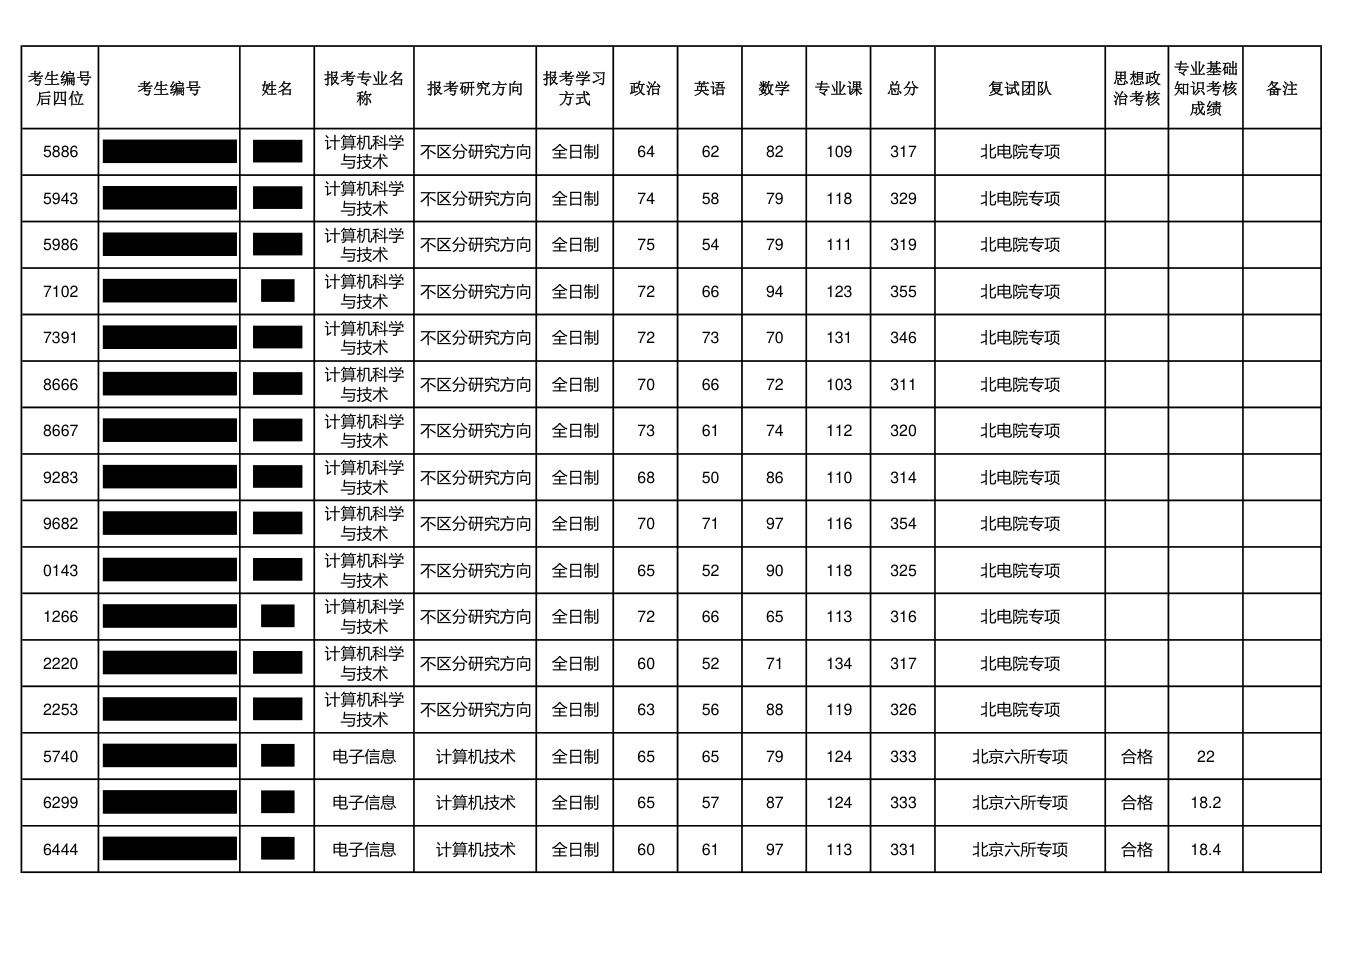 考生编号后四位 考生编号 姓名 报考专业名称 报考研究方向 报考学习方式 政治 英语 数学 专业课 总分 复试团队 思想政治考核 专业基础知识考核成绩 备注
5886 计算机科学与技术 不区分研究方向 全日制 64 62 82 109 317 北电院专项
5943 计算机科学与技术 不区分研究方向 全日制 74 58 79 118 329 北电院专项
5986 计算机科学与技术 不区分研究方向 全日制 75 54 79 111 319 北电院专项
7102 计算机科学与技术 不区分研究方向 全日制 72 66 94 123 355 北电院专项
7391 计算机科学与技术 不区分研究方向 全日制 72 73 70 131 346 北电院专项
8666 计算机科学与技术 不区分研究方向 全日制 70 66 72 103 311 北电院专项
8667 计算机科学与技术 不区分研究方向 全日制 73 61 74 112 320 北电院专项
9283 计算机科学与技术 不区分研究方向 全日制 68 50 86 110 314 北电院专项
9682 计算机科学与技术 不区分研究方向 全日制 70 71 97 116 354 北电院专项
0143 计算机科学与技术 不区分研究方向 全日制 65 52 90 118 325 北电院专项
1266 计算机科学与技术 不区分研究方向 全日制 72 66 65 113 316 北电院专项
2220 计算机科学与技术 不区分研究方向 全日制 60 52 71 134 317 北电院专项
2253 计算机科学与技术 不区分研究方向 全日制 63 56 88 119 326 北电院专项
5740 电子信息 计算机技术 全日制 65 65 79 124 333 北京六所专项 合格 22
6299 电子信息 计算机技术 全日制 65 57 87 124 333 北京六所专项 合格 18.2
6444 电子信息 计算机技术 全日制 60 61 97 113 331 北京六所专项 合格 18.4